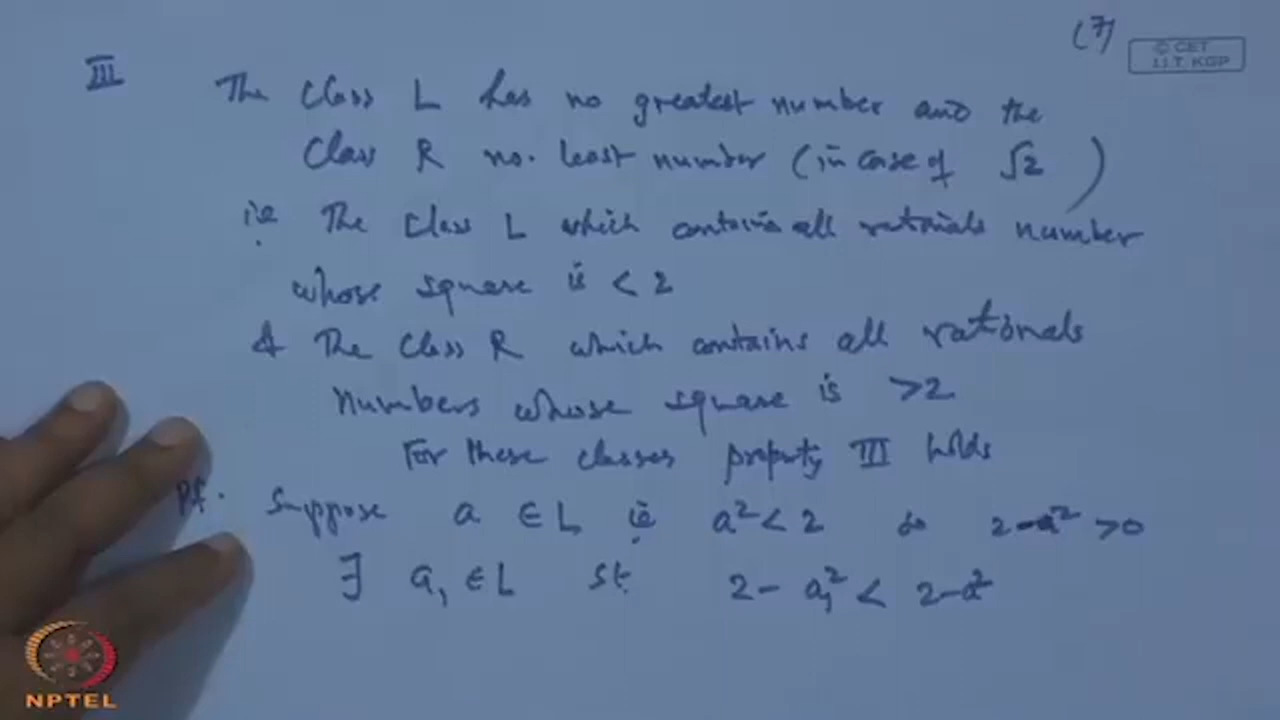 (7)
© CET
I.I.T. KGP
III The Class L has no greatest number and the
Class R no. least number (in case of √2)
i.e The Class L which contains all rationals number
whose square is < 2
& The Class R which contains all rationals
Numbers whose square is >2
For these classes property III holds
Pf. Suppose a ∈ L ie a² < 2 so 2-a² >0
∃ a₁ ∈ L st. 2 - a₁² < 2-a²
NPTEL